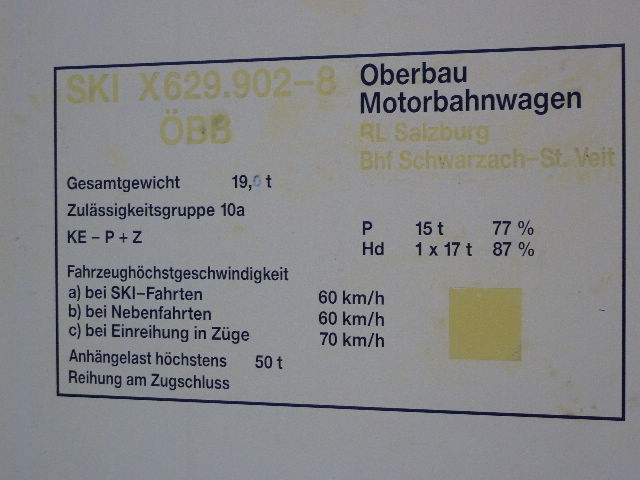 SKI X629.902-8
ÖBB
Oberbau
Motorbahnwagen
RL Salzburg
Bhf Schwarzach-St. Veit
Gesamtgewicht 19,6 t
Zulässigkeitsgruppe 10a
KE - P + Z
P 15 t 77 %
Hd 1 x 17 t 87 %
Fahrzeughöchstgeschwindigkeit
a) bei SKI-Fahrten 60 km/h
b) bei Nebenfahrten 60 km/h
c) bei Einreihung in Züge 70 km/h
Anhängelast höchstens 50 t
Reihung am Zugschluss